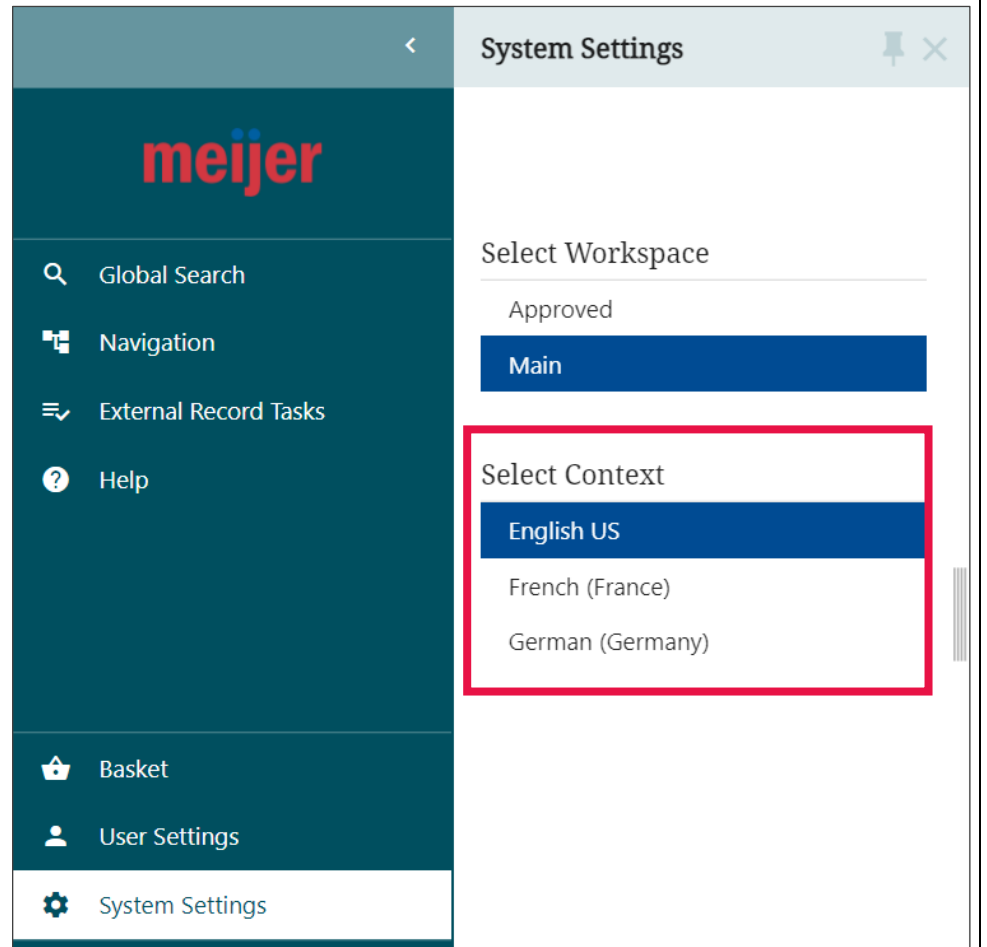 System Settings
meijer
Global Search
Navigation
External Record Tasks
Help
Basket
User Settings
System Settings
Select Workspace
Approved
Main
Select Context
English US
French (France)
German (Germany)